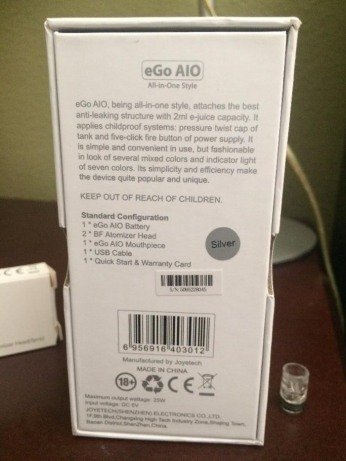 eGo AIO
All-in-One Style
eGo AIO, being all-in-one style, attaches the best
anti-leaking structure with 2ml e-juice capacity. It
applies childproof systems: pressure twist cap of
tank and five-click fire button of power supply. It
is simple and convenient in use, but fashionable
in look of several mixed colors and indicator light
of seven colors. Its simplicity and efficiency make
the device quite popular and unique.
KEEP OUT OF REACH OF CHILDREN.
Standard Configuration
1 * eGo AIO Battery
2 * BF Atomizer Head
1 * eGo AIO Mouthpiece
1 * USB Cable
1 * Quick Start & Warranty Card
Silver
6 956916 403012
Manufactured by Joyetech
MADE IN CHINA
18+
CE
Maximum output wattage: 25W
Input voltage: DC 5V
JOYETECH(SHENZHEN) ELECTRONICS CO.,LTD.